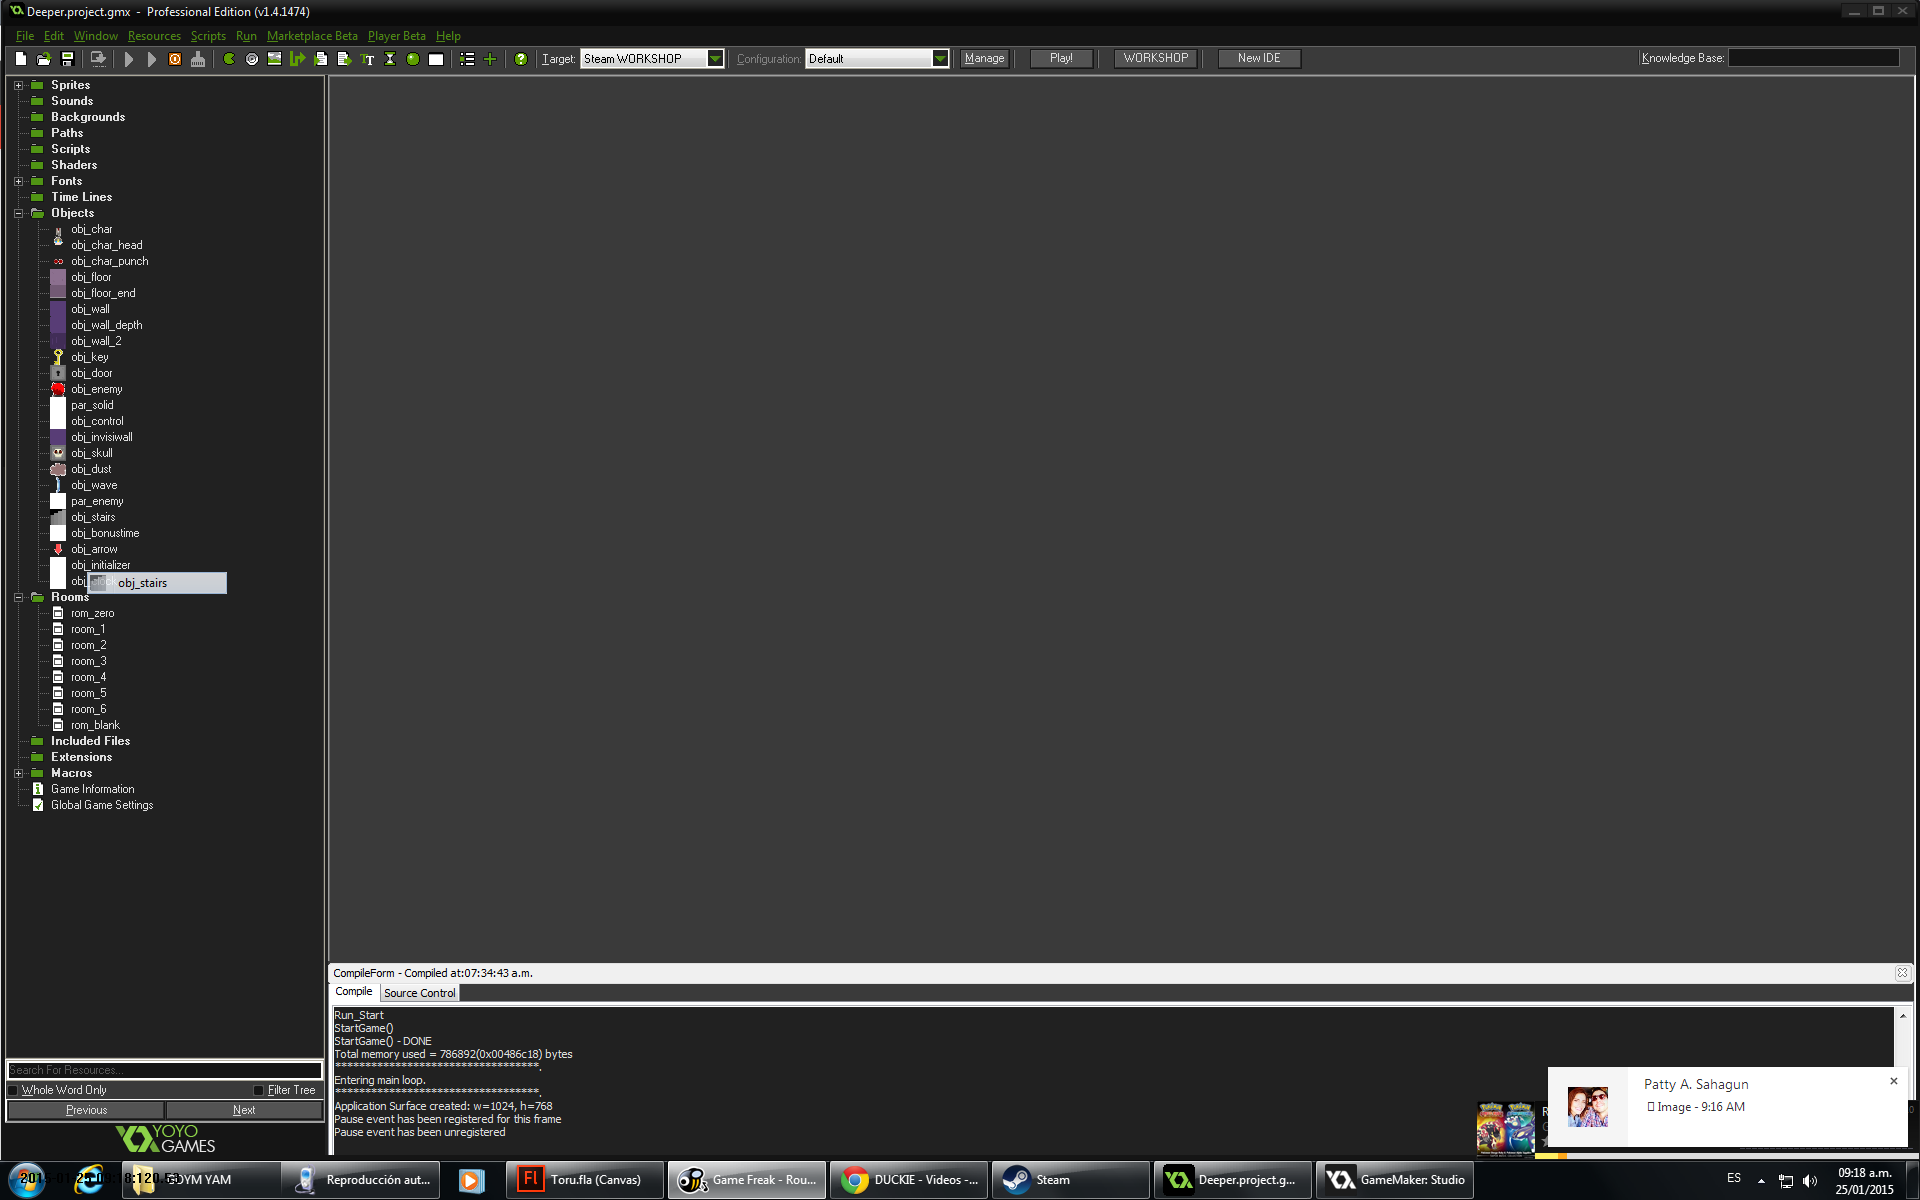 Deeper.project.gmx - Professional Edition (v1.4.1474)
File Edit Window Resources Scripts Run Marketplace Beta Player Beta Help
Target: Steam WORKSHOP Configuration: Default Manage Play! WORKSHOP New IDE Knowledge Base:
Sprites
Sounds
Backgrounds
Paths
Scripts
Shaders
Fonts
Time Lines
Objects
obj_char
obj_char_head
obj_char_punch
obj_floor
obj_floor_end
obj_wall
obj_wall_depth
obj_wall_2
obj_key
obj_door
obj_enemy
par_solid
obj_control
obj_invisiwall
obj_skull
obj_dust
obj_wave
par_enemy
obj_stairs
obj_bonustime
obj_arrow
obj_initializer
obj_stairs
Rooms
rom_zero
room_1
room_2
room_3
room_4
room_5
room_6
rom_blank
Included Files
Extensions
Macros
Game Information
Global Game Settings
Search For Resources...
Whole Word Only Filter Tree
Previous Next
YOYO
GAMES
CompileForm - Compiled at:07:34:43 a.m.
Compile Source Control
Run_Start
StartGame()
StartGame() - DONE
Total memory used = 786892(0x00486c18) bytes
**********************************.
Entering main loop.
**********************************.
Application Surface created: w=1024, h=768
Pause event has been registered for this frame
Pause event has been unregistered
Patty A. Sahagun
Image - 9:16 AM
YAM
Reproducción aut...
Fl Toru.fla (Canvas)
Game Freak - Rou...
DUCKIE - Videos -...
Steam
Deeper.project.g...
GameMaker: Studio
ES
09:18 a.m.
25/01/2015